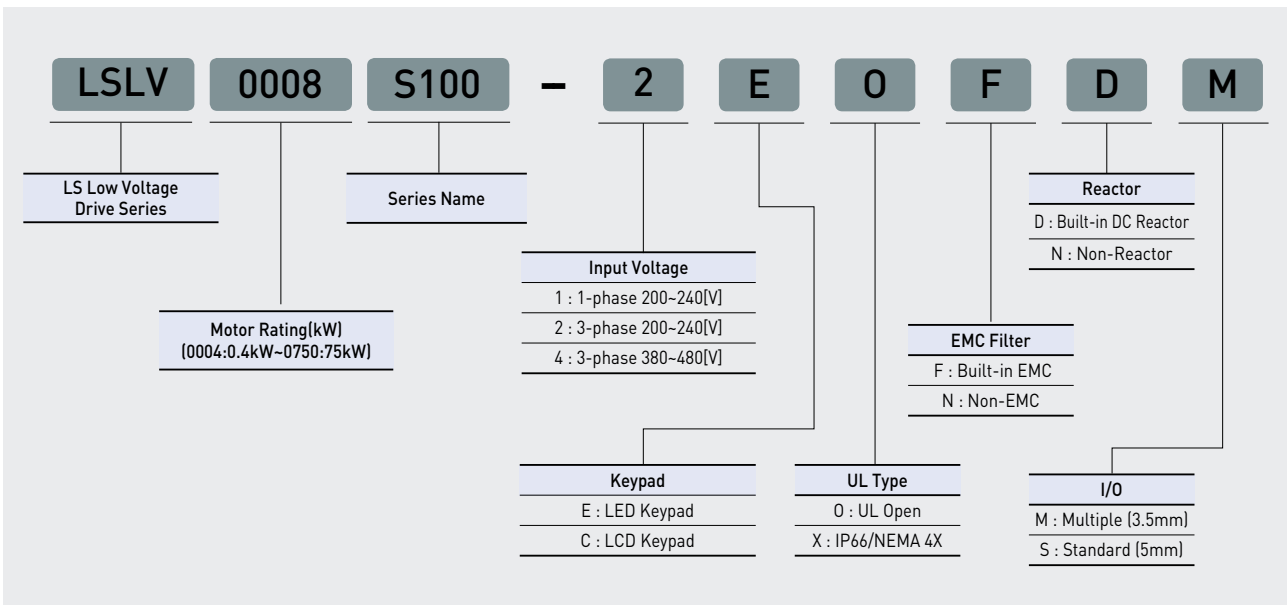 LSLV 0008 S100 – 2 E O F D M
LS Low Voltage
Drive Series
Series Name
Reactor
D : Built-in DC Reactor
N : Non-Reactor
Input Voltage
1 : 1-phase 200~240[V]
2 : 3-phase 200~240[V]
4 : 3-phase 380~480[V]
Motor Rating(kW)
(0004:0.4kW~0750:75kW)
EMC Filter
F : Built-in EMC
N : Non-EMC
Keypad
E : LED Keypad
C : LCD Keypad
UL Type
O : UL Open
X : IP66/NEMA 4X
I/O
M : Multiple (3.5mm)
S : Standard (5mm)